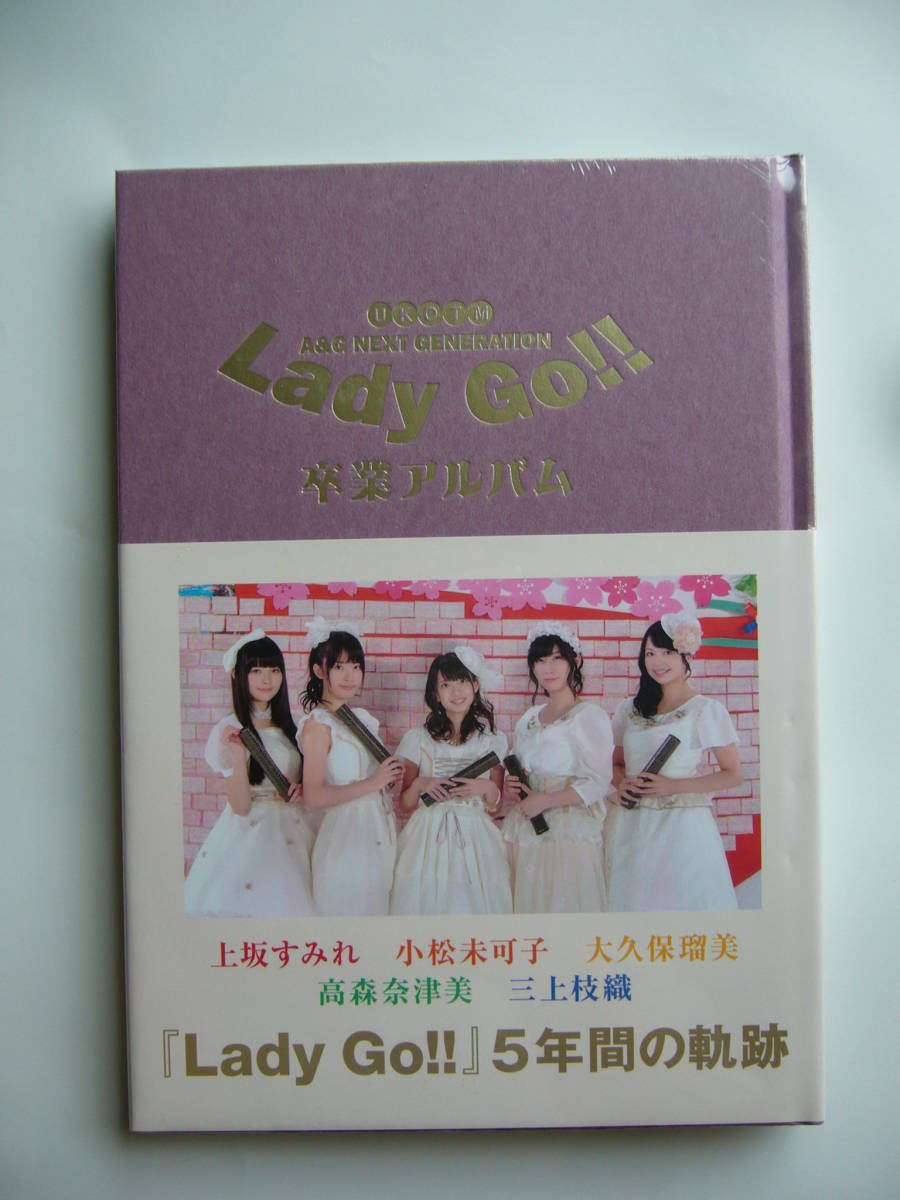 UKOTM
A&G NEXT GENERATION
Lady Go!!
卒業アルバム
上坂すみれ 小松未可子 大久保瑠美
高森奈津美 三上枝織
『Lady Go!!』5年間の軌跡